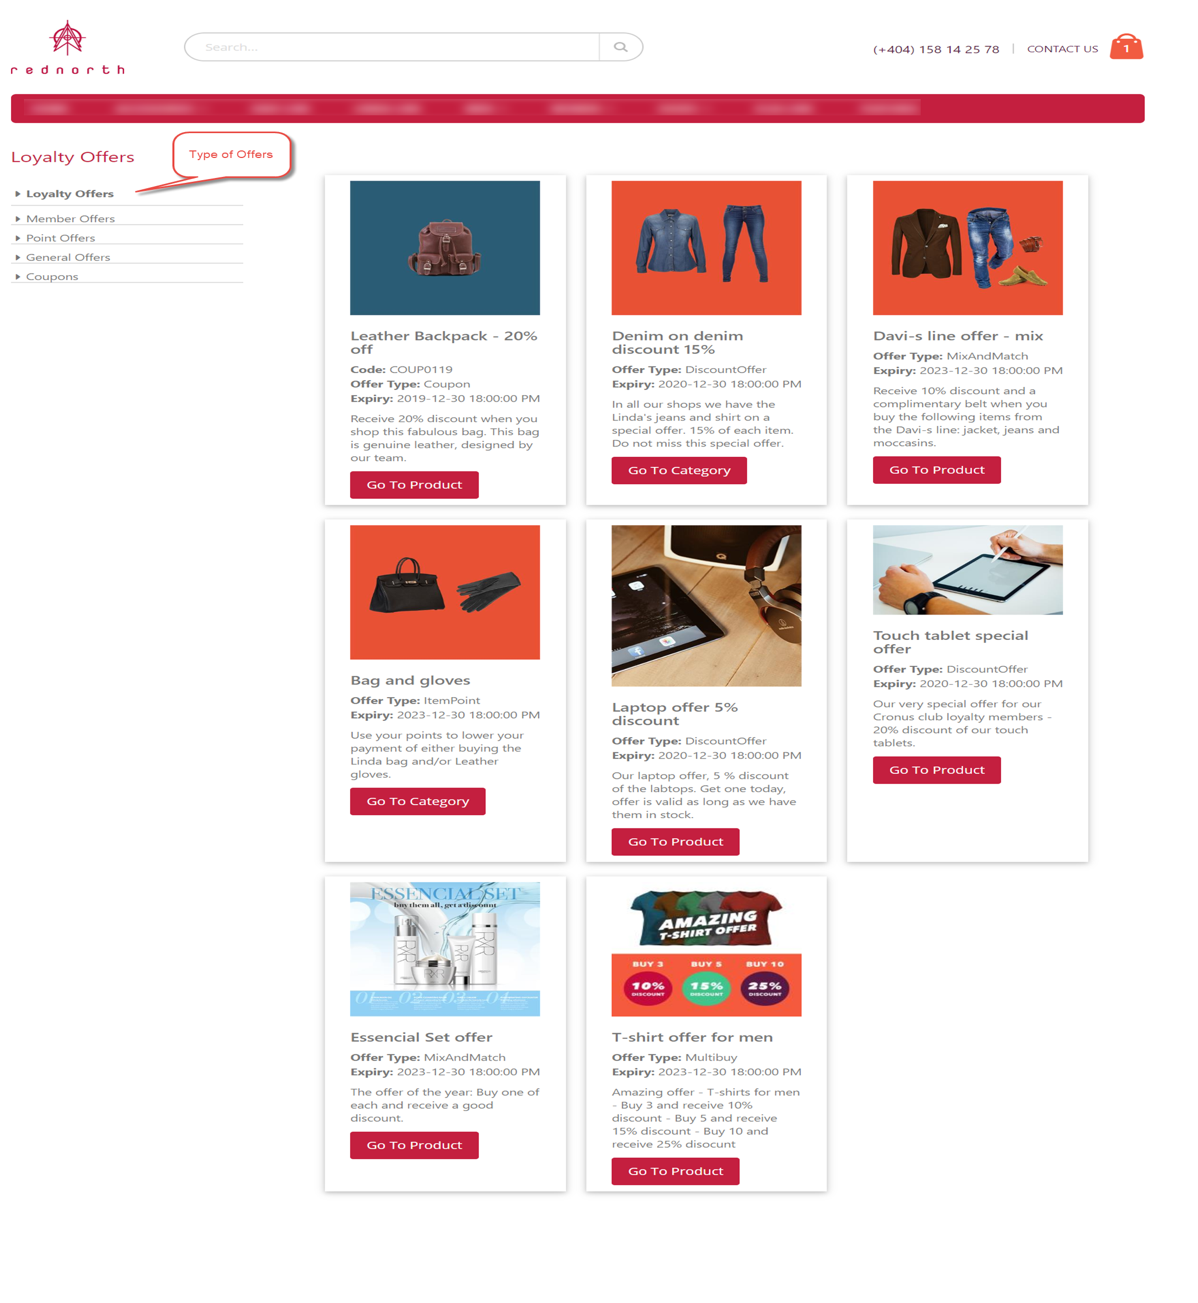 rednorth
Search...
(+404) 158 14 25 78 | CONTACT US
1
Loyalty Offers
Type of Offers
Loyalty Offers
Member Offers
Point Offers
General Offers
Coupons
Leather Backpack - 20%
off
Code: COUP0119
Offer Type: Coupon
Expiry: 2019-12-30 18:00:00 PM
Receive 20% discount when you
shop this fabulous bag. This bag
is genuine leather, designed by
our team.
Go To Product
Denim on denim
discount 15%
Offer Type: DiscountOffer
Expiry: 2020-12-30 18:00:00 PM
In all our shops we have the
Linda's jeans and shirt on a
special offer. 15% of each item.
Do not miss this special offer.
Go To Category
Davi-s line offer - mix
Offer Type: MixAndMatch
Expiry: 2023-12-30 18:00:00 PM
Receive 10% discount and a
complimentary belt when you
buy the following items from
the Davi-s line: jacket, jeans and
moccasins.
Go To Product
Bag and gloves
Offer Type: ItemPoint
Expiry: 2023-12-30 18:00:00 PM
Use your points to lower your
payment of either buying the
Linda bag and/or Leather
gloves.
Go To Category
Laptop offer 5%
discount
Offer Type: DiscountOffer
Expiry: 2020-12-30 18:00:00 PM
Our laptop offer, 5 % discount
of the labtops. Get one today,
offer is valid as long as we have
them in stock.
Go To Product
Touch tablet special
offer
Offer Type: DiscountOffer
Expiry: 2020-12-30 18:00:00 PM
Our very special offer for our
Cronus club loyalty members -
20% discount of our touch
tablets.
Go To Product
ESSENCIAL SET
buy them all, get a discount
01 02 03 04
Essencial Set offer
Offer Type: MixAndMatch
Expiry: 2023-12-30 18:00:00 PM
The offer of the year: Buy one of
each and receive a good
discount.
Go To Product
AMAZING
T-SHIRT OFFER
BUY 3 BUY 5 BUY 10
10% 15% 25%
DISCOUNT DISCOUNT DISCOUNT
T-shirt offer for men
Offer Type: Multibuy
Expiry: 2023-12-30 18:00:00 PM
Amazing offer - T-shirts for men
- Buy 3 and receive 10%
discount - Buy 5 and receive
15% discount - Buy 10 and
receive 25% disocunt
Go To Product